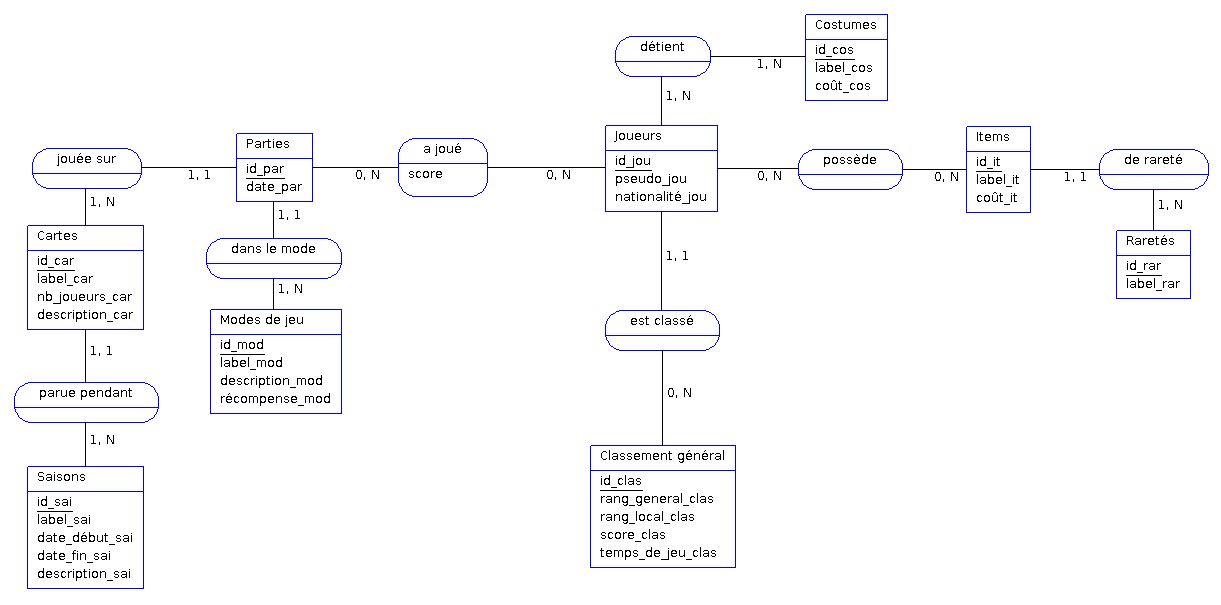 Costumes
id_cos
label_cos
coût_cos
détient
1, N
1, N
Joueurs
id_jou
pseudo_jou
nationalité_jou
Parties
id_par
date_par
a joué
score
jouée sur
1, 1
0, N
0, N
possède
0, N
0, N
Items
id_it
label_it
coût_it
1, 1
de rareté
1, N
Raretés
id_rar
label_rar
1, N
Cartes
id_car
label_car
nb_joueurs_car
description_car
1, 1
dans le mode
1, N
Modes de jeu
id_mod
label_mod
description_mod
récompense_mod
1, 1
est classé
0, N
Classement général
id_clas
rang_general_clas
rang_local_clas
score_clas
temps_de_jeu_clas
1, 1
parue pendant
1, N
Saisons
id_sai
label_sai
date_début_sai
date_fin_sai
description_sai